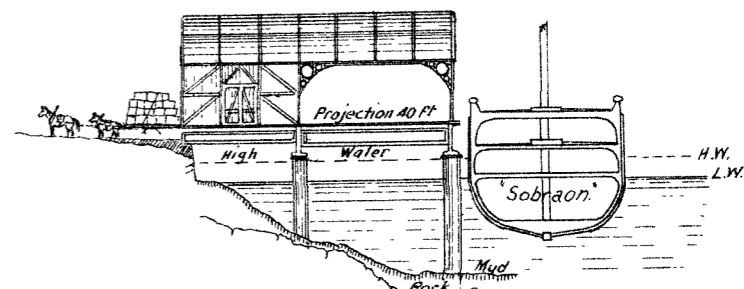 Projection 40 Ft
High Water
H.W.
L.W.
"Sobraon."
Mud
Rock